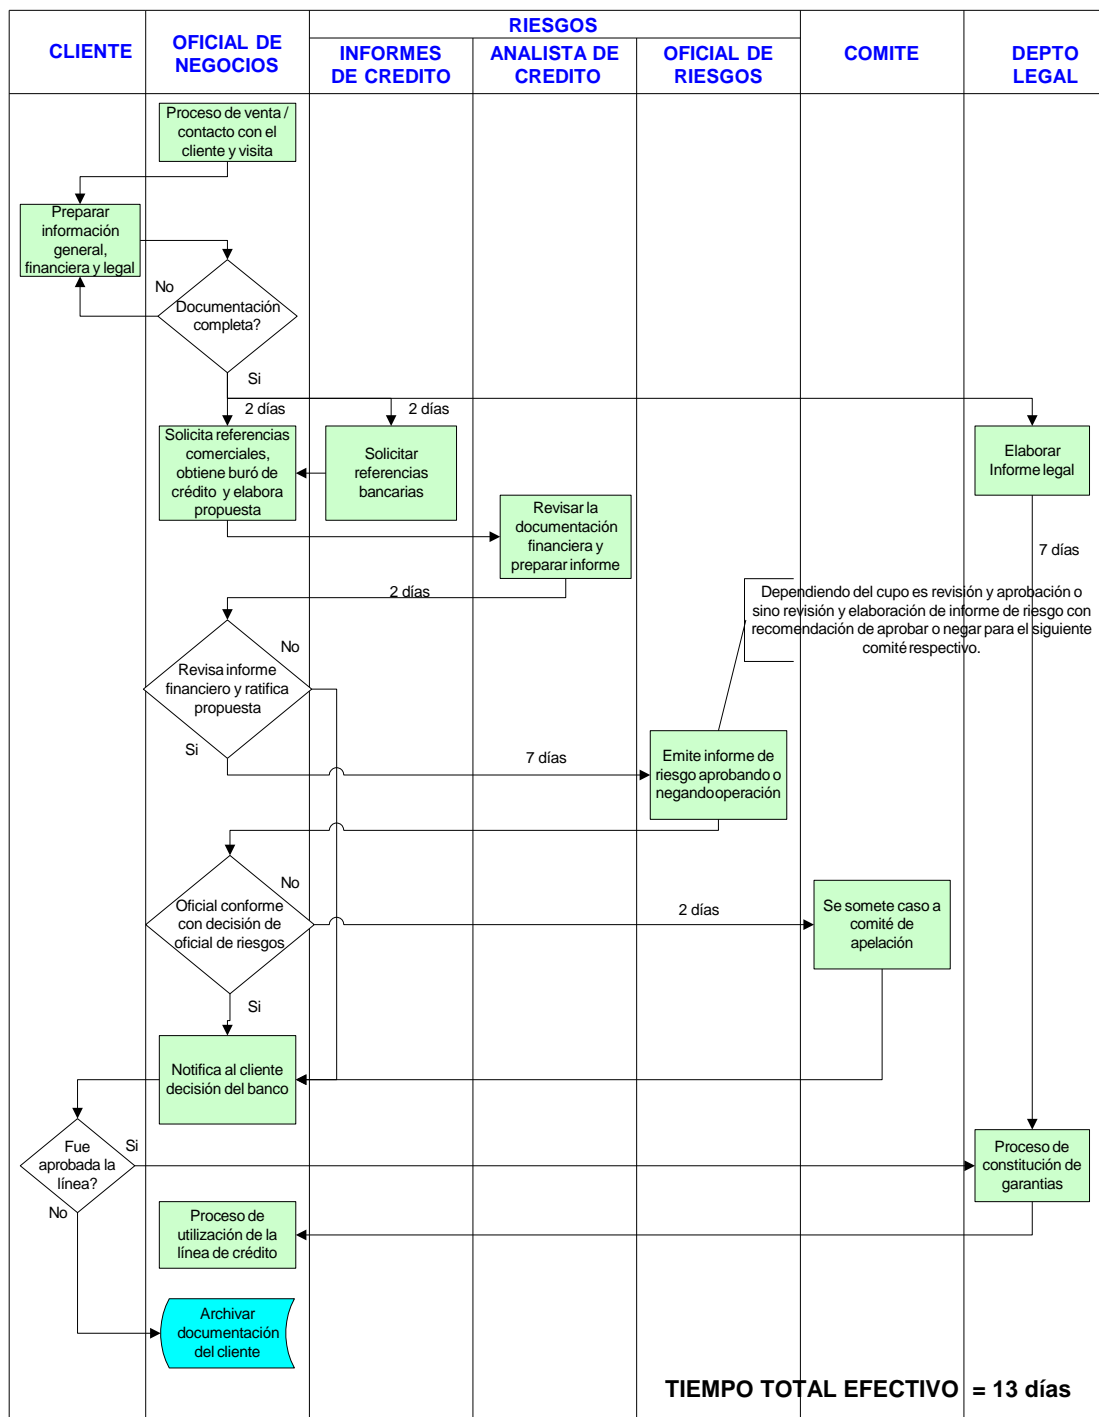 RIESGOS
CLIENTE
OFICIAL DE
NEGOCIOS
INFORMES
DE CREDITO
ANALISTA DE
CREDITO
OFICIAL DE
RIESGOS
COMITE
DEPTO
LEGAL
Proceso de venta /
contacto con el
cliente y visita
Preparar
información
general,
financiera y legal
No
Documentación
completa?
Si
2 días
2 días
Solicita referencias
comerciales,
obtiene buró de
crédito y elabora
propuesta
Solicitar
referencias
bancarias
Elaborar
Informe legal
Revisar la
documentación
financiera y
preparar informe
7 días
2 días
Dependiendo del cupo es revisión y aprobación o
sino revisión y elaboración de informe de riesgo con
recomendación de aprobar o negar para el siguiente
comité respectivo.
No
Revisa informe
financiero y ratifica
propuesta
Si
7 días
Emite informe de
riesgo aprobando o
negando operación
No
Oficial conforme
con decisión de
oficial de riesgos
2 días
Se somete caso a
comité de
apelación
Si
Notifica al cliente
decisión del banco
Fue
aprobada la
línea?
Si
No
Proceso de
constitución de
garantias
Proceso de
utilización de la
línea de crédito
Archivar
documentación
del cliente
TIEMPO TOTAL EFECTIVO = 13 días